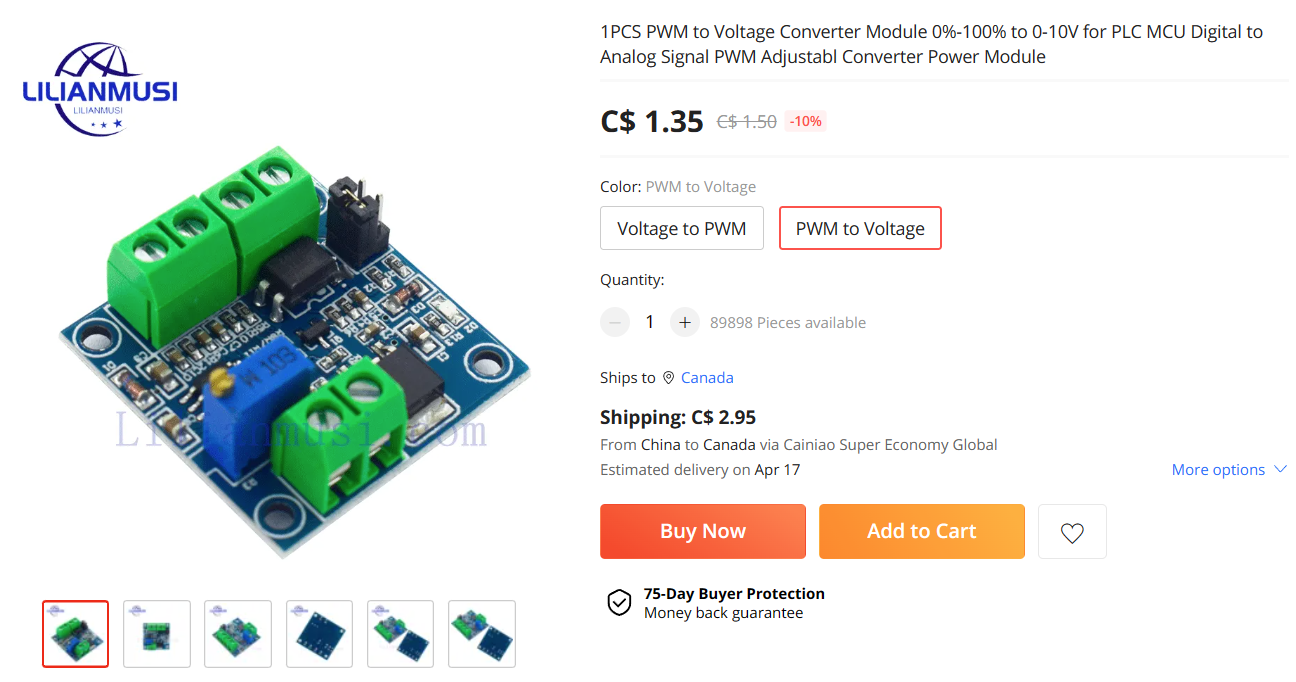 LILIANMUSI
LILIANMUSI
W 103
Lilianmusi.com
1PCS PWM to Voltage Converter Module 0%-100% to 0-10V for PLC MCU Digital to
Analog Signal PWM Adjustabl Converter Power Module
C$ 1.35 C$ 1.50 -10%
Color: PWM to Voltage
Voltage to PWM PWM to Voltage
Quantity:
1 89898 Pieces available
Ships to Canada
Shipping: C$ 2.95
From China to Canada via Cainiao Super Economy Global
Estimated delivery on Apr 17 More options
Buy Now Add to Cart
75-Day Buyer Protection
Money back guarantee